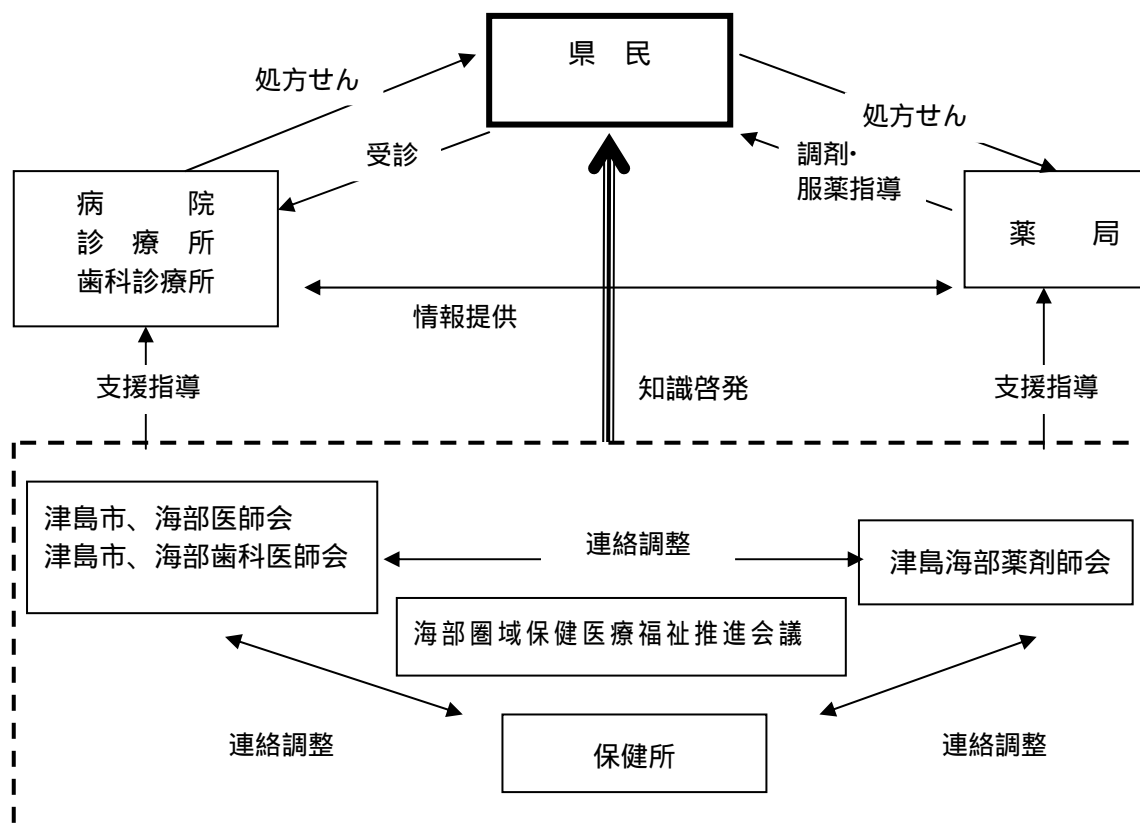 県　民
処方せん
処方せん
受診
調剤・
服薬指導
病　　　院
診　療　所
歯科診療所
薬　　局
情報提供
支援指導
知識啓発
支援指導
津島市、海部医師会
津島市、海部歯科医師会
連絡調整
津島海部薬剤師会
海部圏域保健医療福祉推進会議
連絡調整
保健所
連絡調整